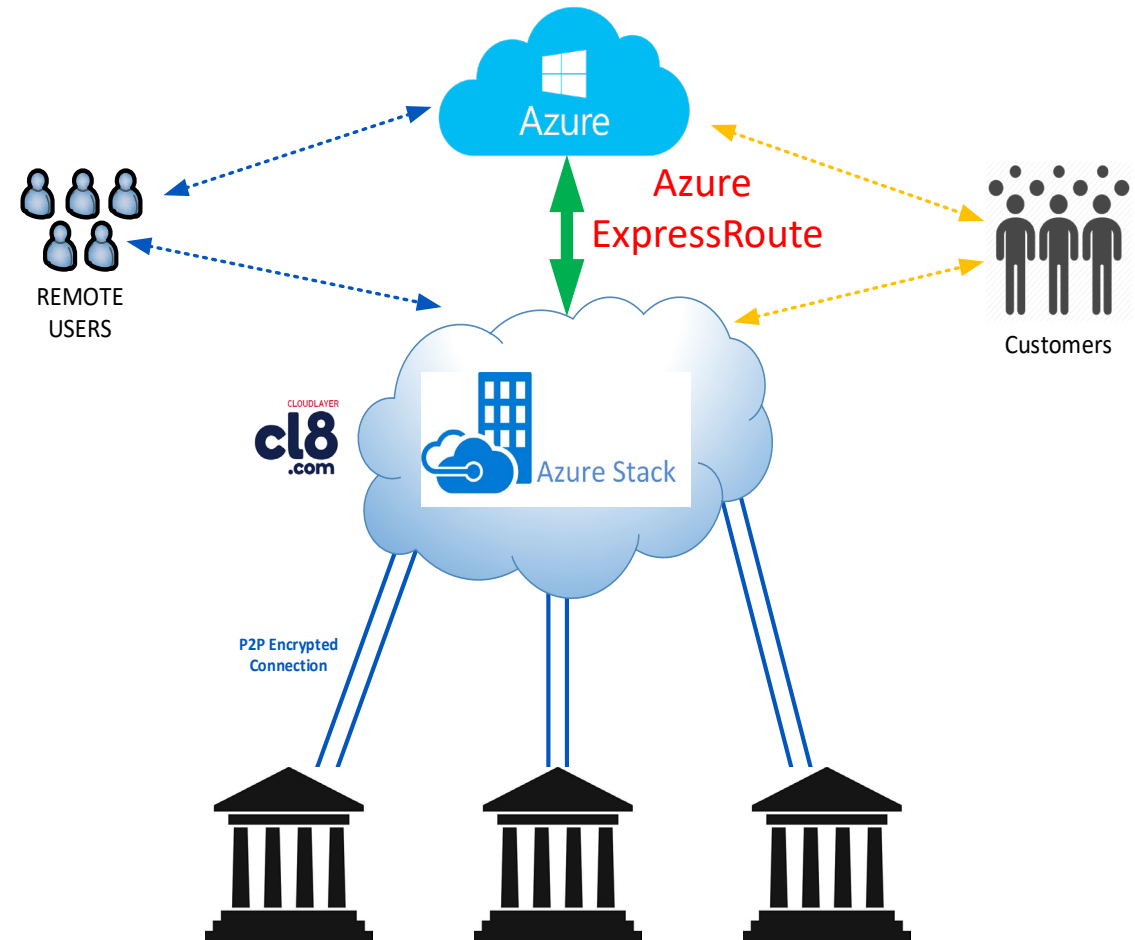 Azure
Azure
ExpressRoute
REMOTE
USERS
Customers
CLOUDLAYER
cl8
.com
Azure Stack
P2P Encrypted
Connection